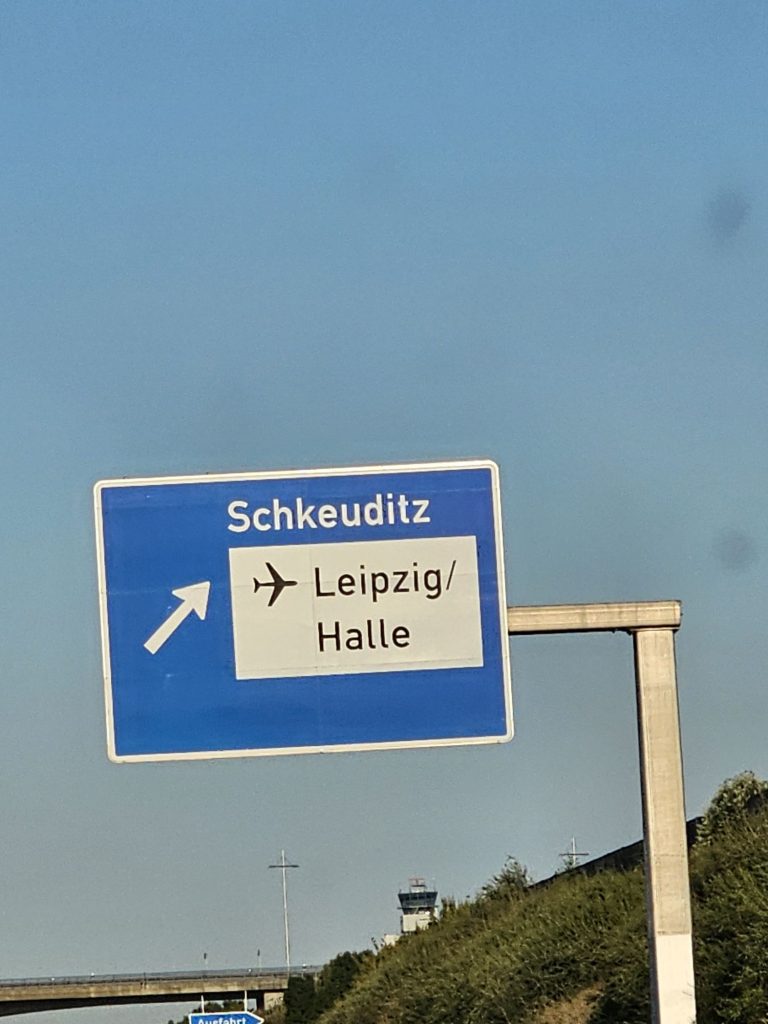 Schkeuditz
Leipzig/
Halle
Ausfahrt